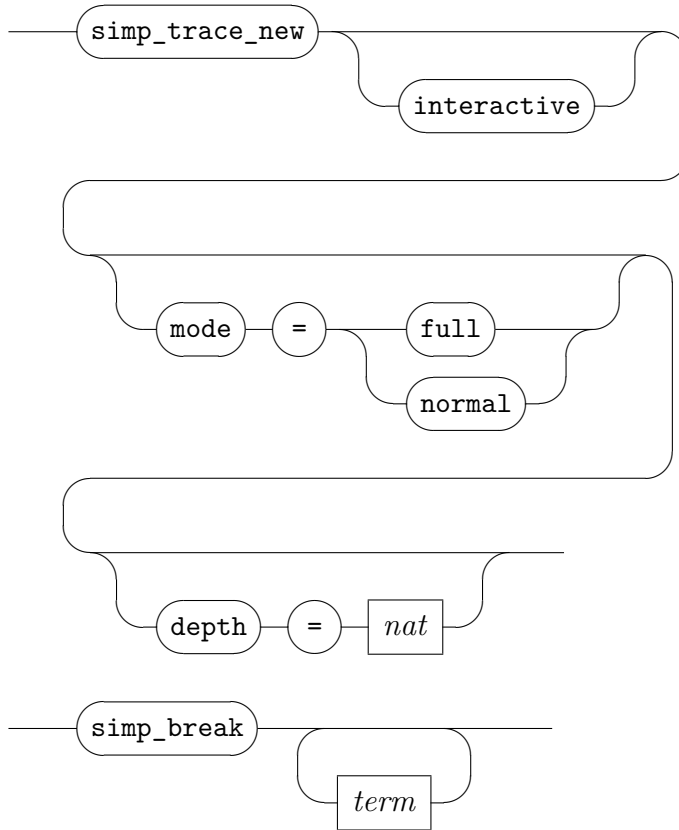 simp_trace_new
interactive
mode = full
normal
depth = nat
simp_break
term